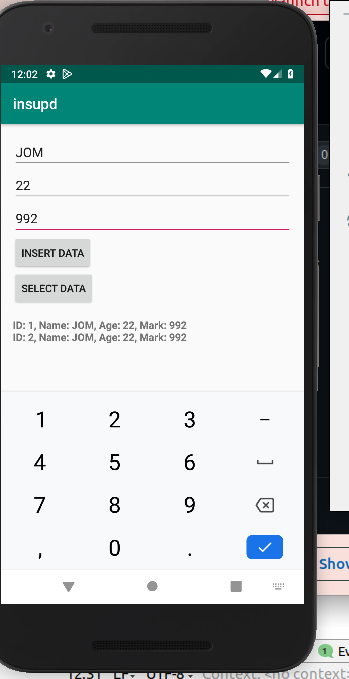 12:02
insupd
JOM
22
992
INSERT DATA
SELECT DATA
ID: 1, Name: JOM, Age: 22, Mark: 992
ID: 2, Name: JOM, Age: 22, Mark: 992
1 2 3 –
4 5 6
7 8 9
, 0 .
0
Show
1 Ev
12:31 LF UTF-8 Context: <no context>